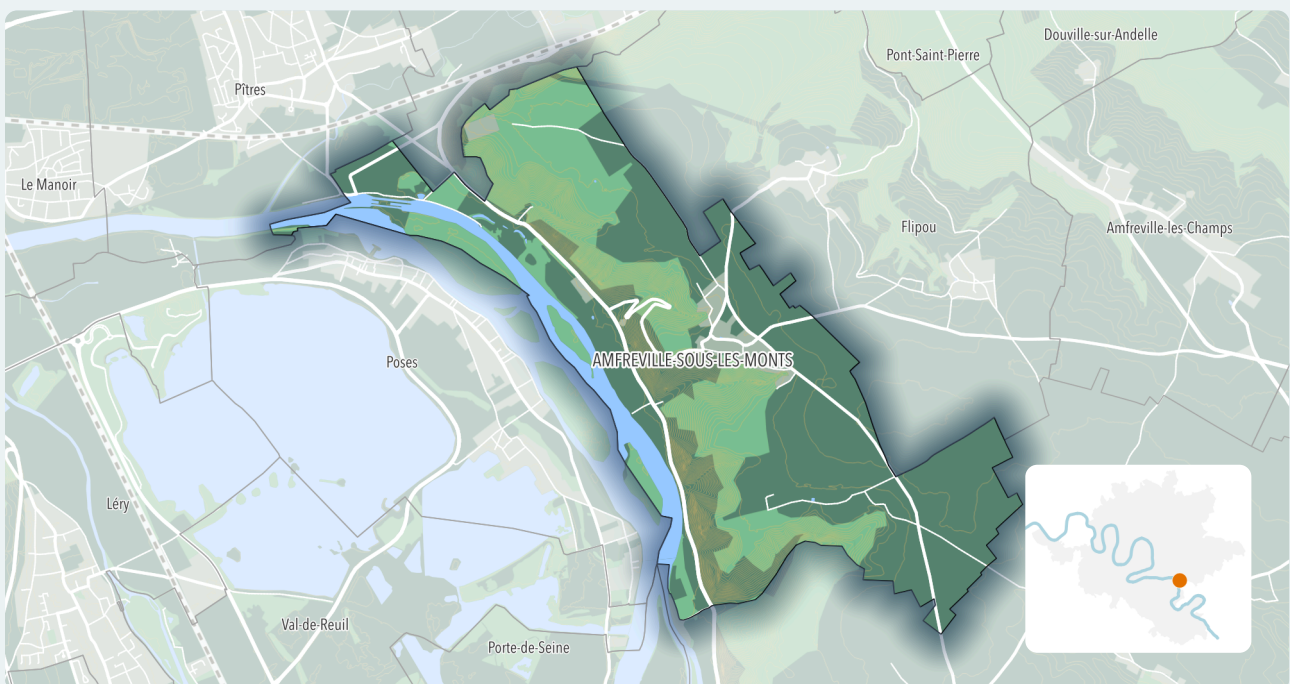 Douville-sur-Andelle
Pont-Saint-Pierre
Pîtres
Le Manoir
Flipou
Amfreville-les-Champs
Poses
AMFREVILLE-SOUS-LES-MONTS
Léry
Val-de-Reuil
Porte-de-Seine